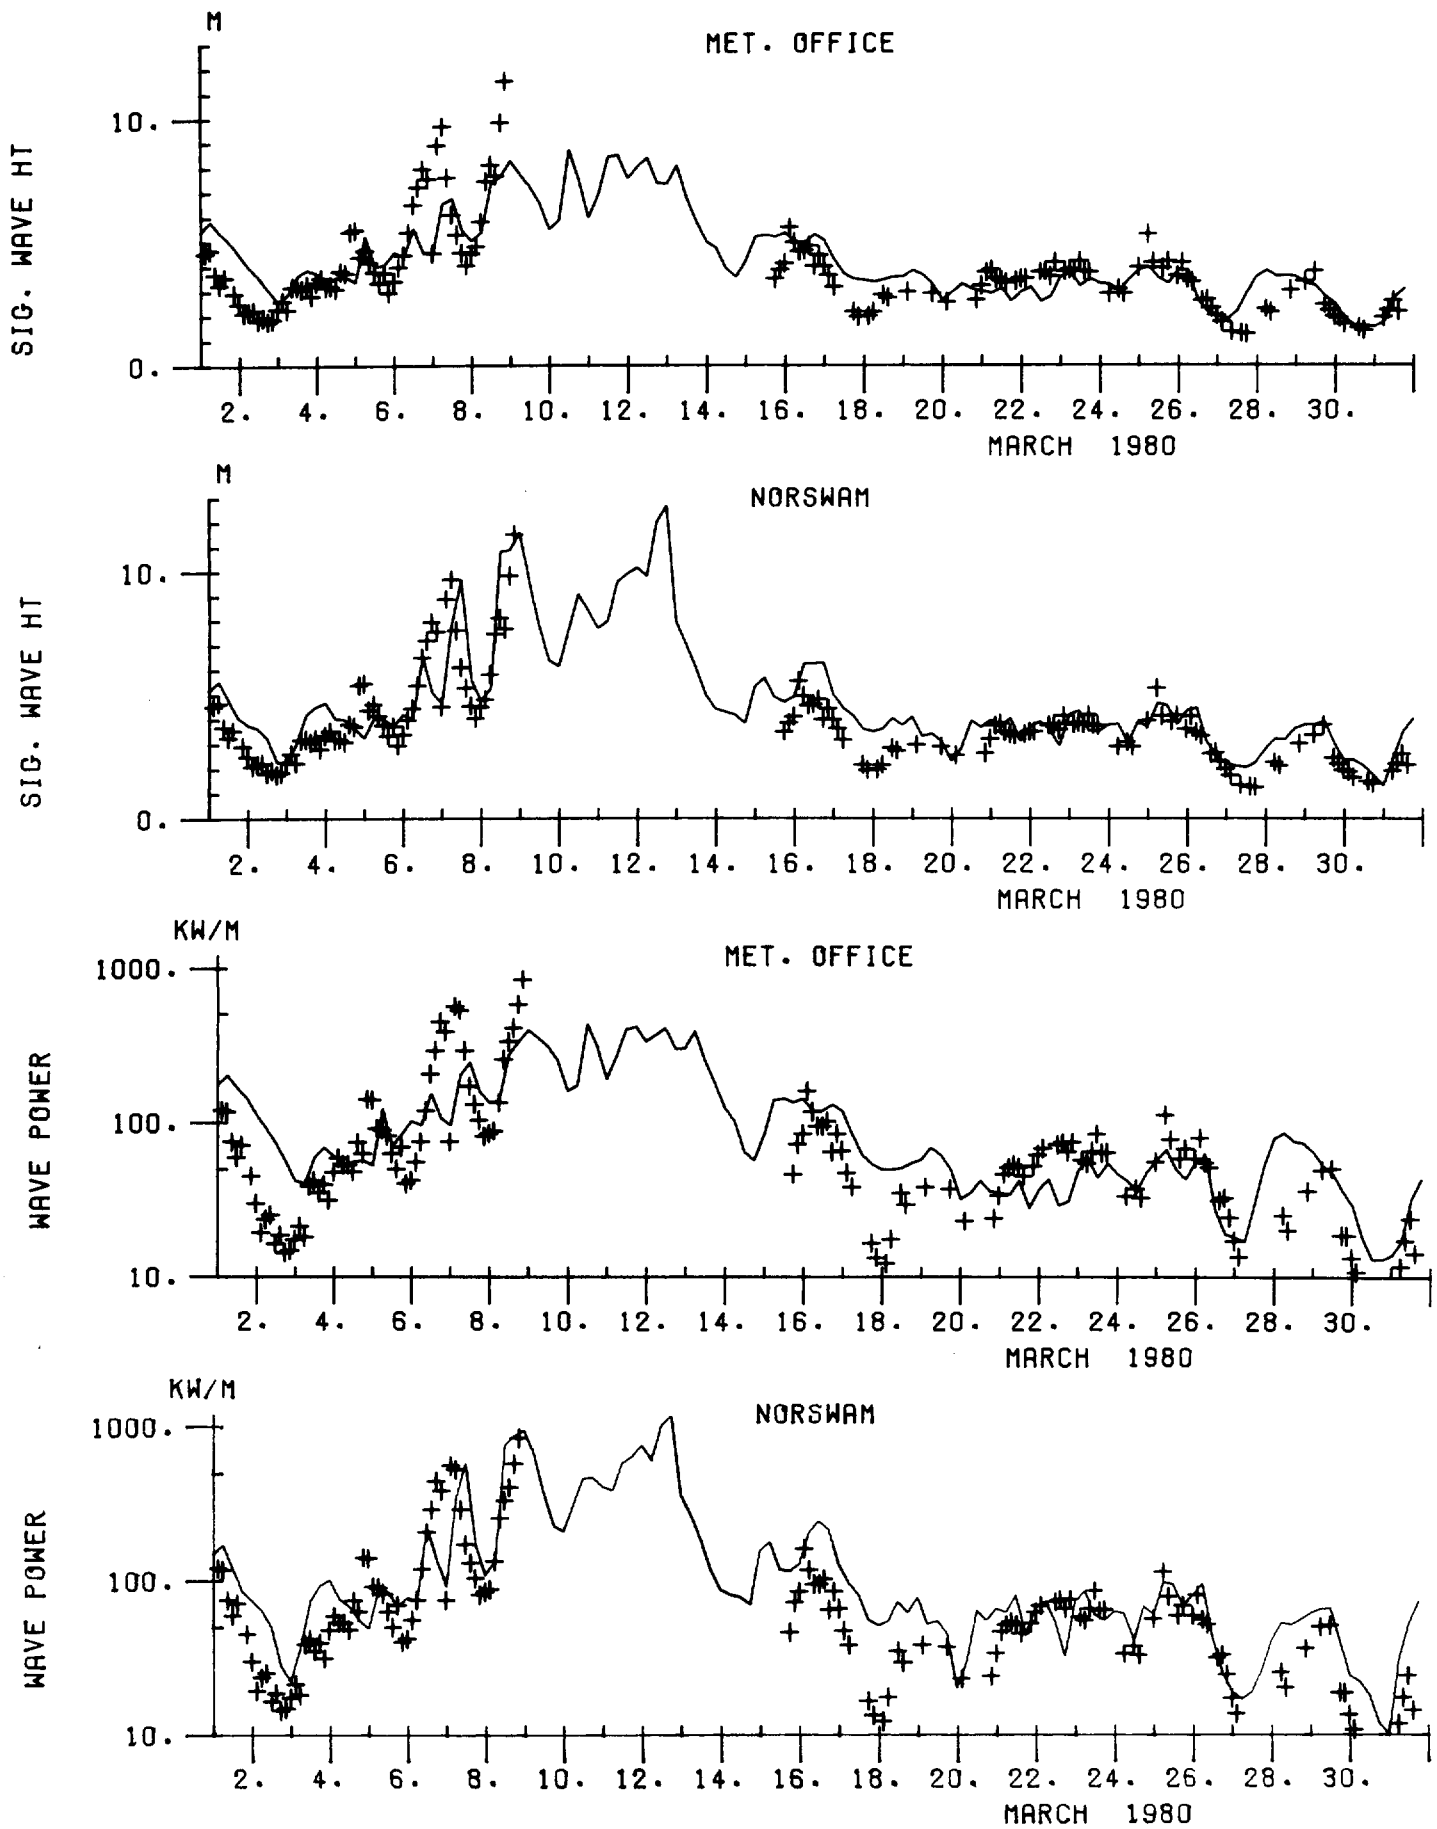 M
MET. OFFICE
10.
SIG. WAVE HT
0.
2. 4. 6. 8. 10. 12. 14. 16. 18. 20. 22. 24. 26. 28. 30.
MARCH 1980
M
NORSWAM
10.
SIG. WAVE HT
0.
2. 4. 6. 8. 10. 12. 14. 16. 18. 20. 22. 24. 26. 28. 30.
MARCH 1980
KW/M
MET. OFFICE
1000.
WAVE POWER
100.
10.
2. 4. 6. 8. 10. 12. 14. 16. 18. 20. 22. 24. 26. 28. 30.
MARCH 1980
KW/M
NORSWAM
1000.
WAVE POWER
100.
10.
2. 4. 6. 8. 10. 12. 14. 16. 18. 20. 22. 24. 26. 28. 30.
MARCH 1980